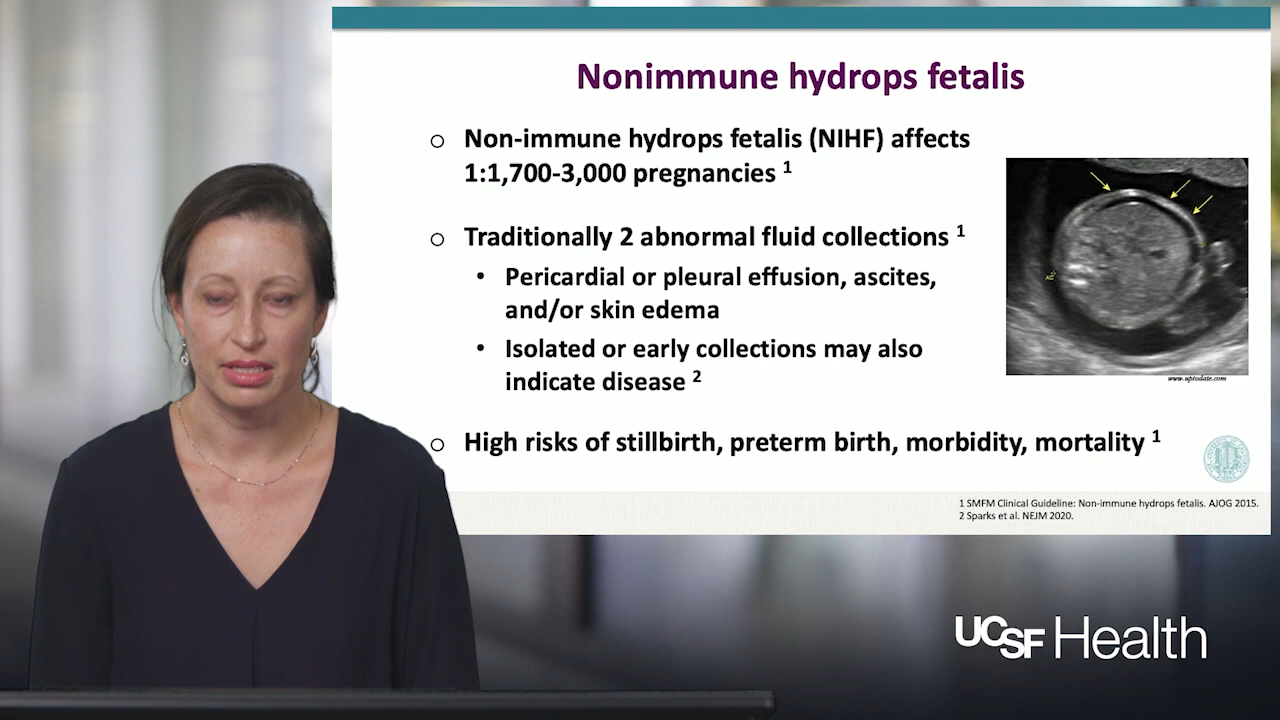 Nonimmune hydrops fetalis
○ Non-immune hydrops fetalis (NIHF) affects
1:1,700-3,000 pregnancies 1
○ Traditionally 2 abnormal fluid collections 1
• Pericardial or pleural effusion, ascites,
and/or skin edema
• Isolated or early collections may also
indicate disease 2
www.uptodate.com
○ High risks of stillbirth, preterm birth, morbidity, mortality 1
1 SMFM Clinical Guideline: Non-immune hydrops fetalis. AJOG 2015.
2 Sparks et al. NEJM 2020.
UCSF Health